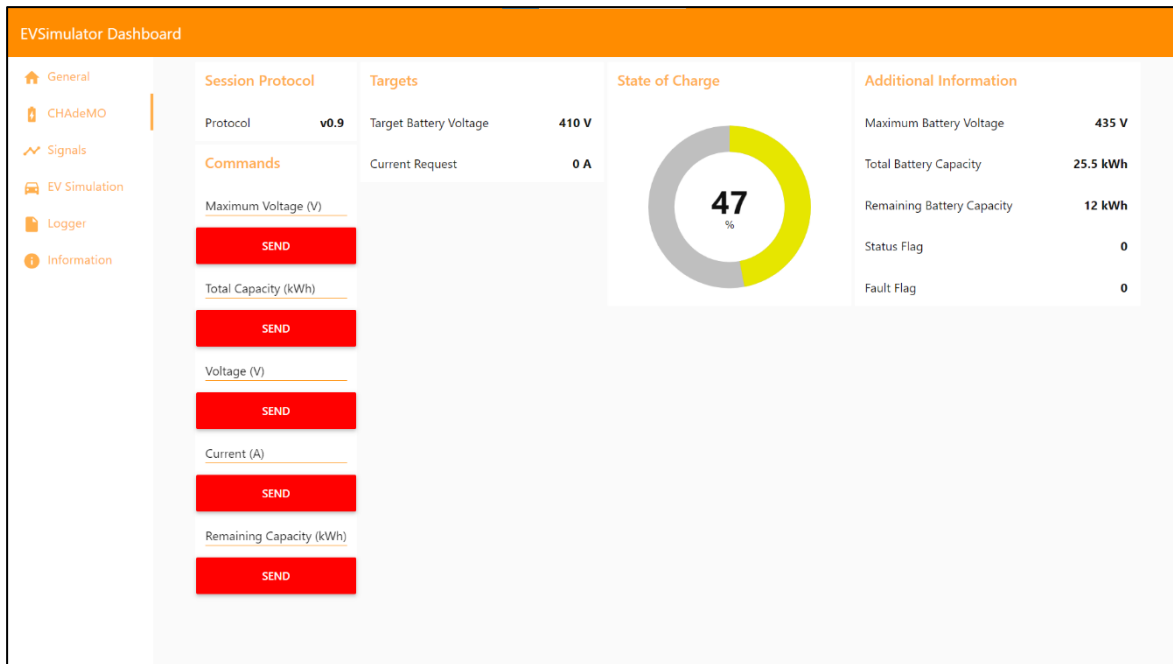 EVSimulator Dashboard
General
CHAdeMO
Signals
EV Simulation
Logger
Information
Session Protocol
Protocol v0.9
Commands
Maximum Voltage (V)
SEND
Total Capacity (kWh)
SEND
Voltage (V)
SEND
Current (A)
SEND
Remaining Capacity (kWh)
SEND
Targets
Target Battery Voltage 410 V
Current Request 0 A
State of Charge
47
%
Additional Information
Maximum Battery Voltage 435 V
Total Battery Capacity 25.5 kWh
Remaining Battery Capacity 12 kWh
Status Flag 0
Fault Flag 0